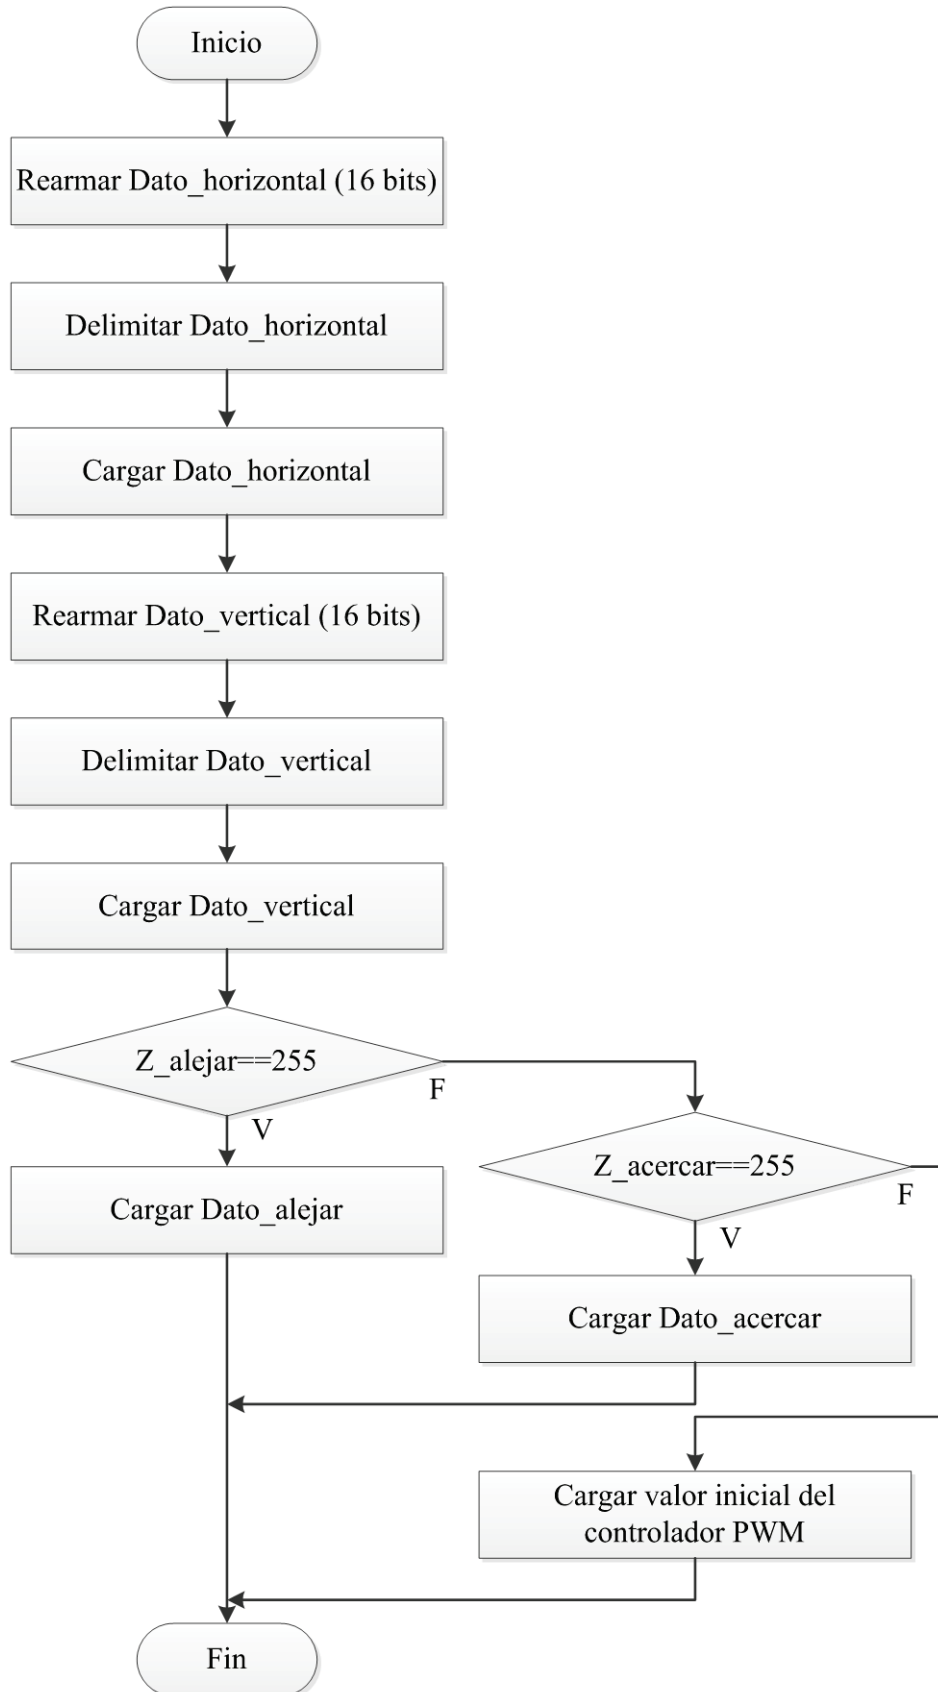 Inicio
Rearmar Dato_horizontal (16 bits)
Delimitar Dato_horizontal
Cargar Dato_horizontal
Rearmar Dato_vertical (16 bits)
Delimitar Dato_vertical
Cargar Dato_vertical
Z_alejar==255
F
V
Z_acercar==255
F
V
Cargar Dato_alejar
Cargar Dato_acercar
Cargar valor inicial del
controlador PWM
Fin